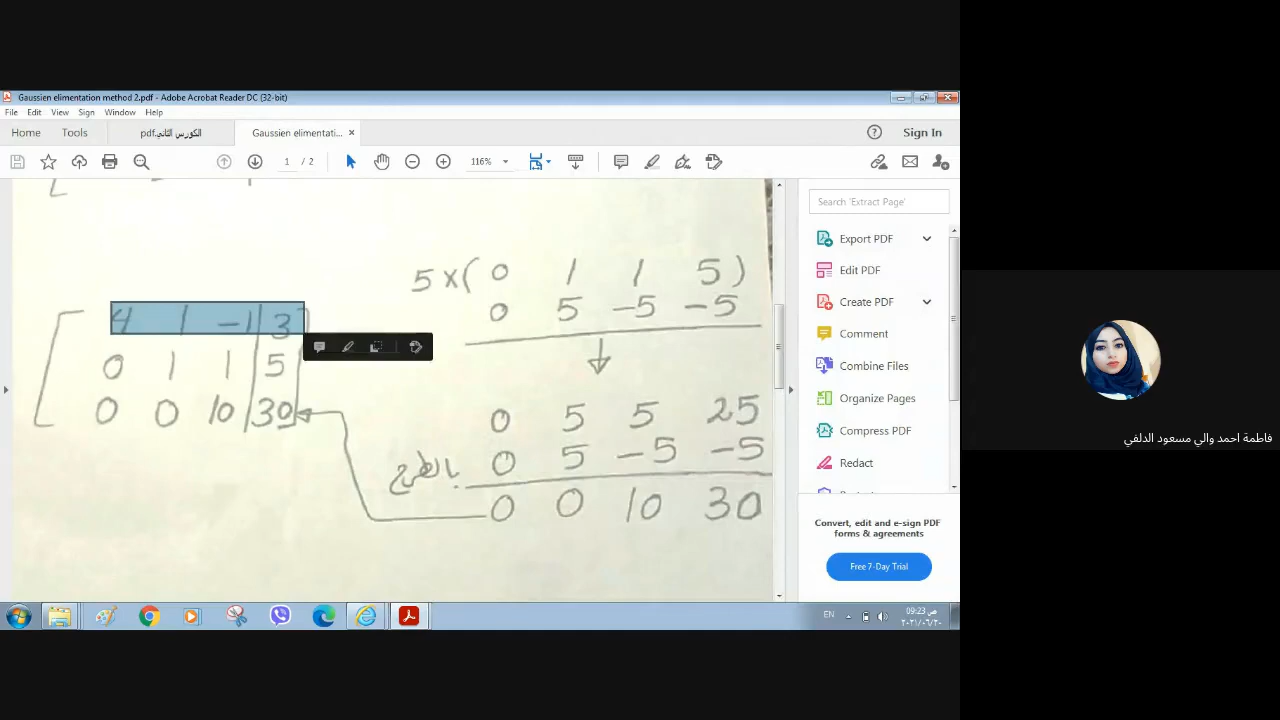 Gaussien elimentation method 2.pdf - Adobe Acrobat Reader DC (32-bit)
File Edit View Sign Window Help
Home Tools الكورس الثاني.pdf Gaussien elimentati... × Sign In
1 / 2 116%
5 × ( 0 1 1 5 )
0 5 -5 -5
4 1 -1 3
0 1 1 5
0 0 10 30
0 5 5 25
بالطرح 0 5 -5 -5
0 0 10 30
Search 'Extract Page'
Export PDF
Edit PDF
Create PDF
Comment
Combine Files
Organize Pages
Compress PDF
Redact
Convert, edit and e-sign PDF
forms & agreements
Free 7-Day Trial
EN
09:23 ص
٢٠٢١/٠٦/٢٠
فاطمة احمد والي مسعود الدلفي